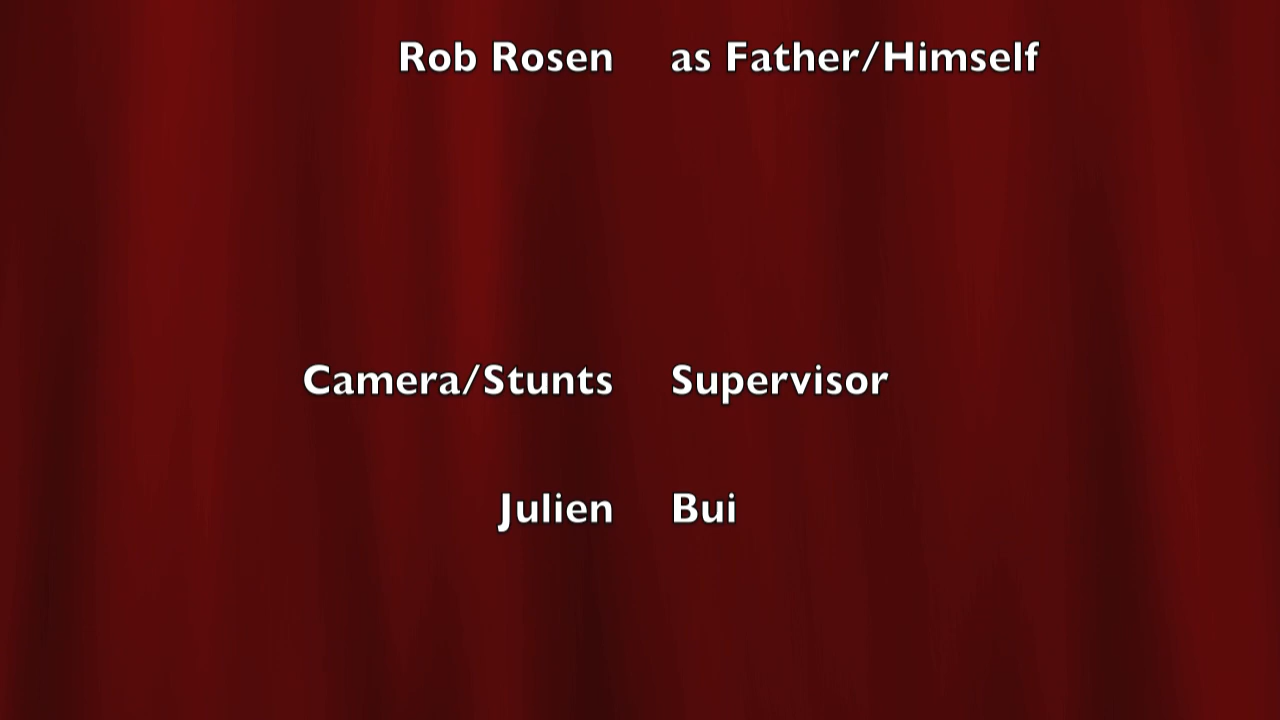 Rob Rosen as Father/Himself
Camera/Stunts Supervisor
Julien Bui